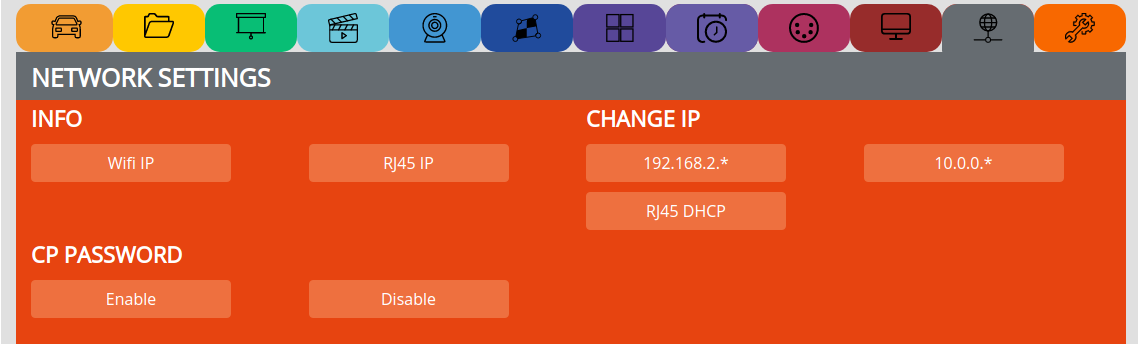 NETWORK SETTINGS
INFO
Wifi IP
RJ45 IP
CHANGE IP
192.168.2.*
10.0.0.*
RJ45 DHCP
CP PASSWORD
Enable
Disable